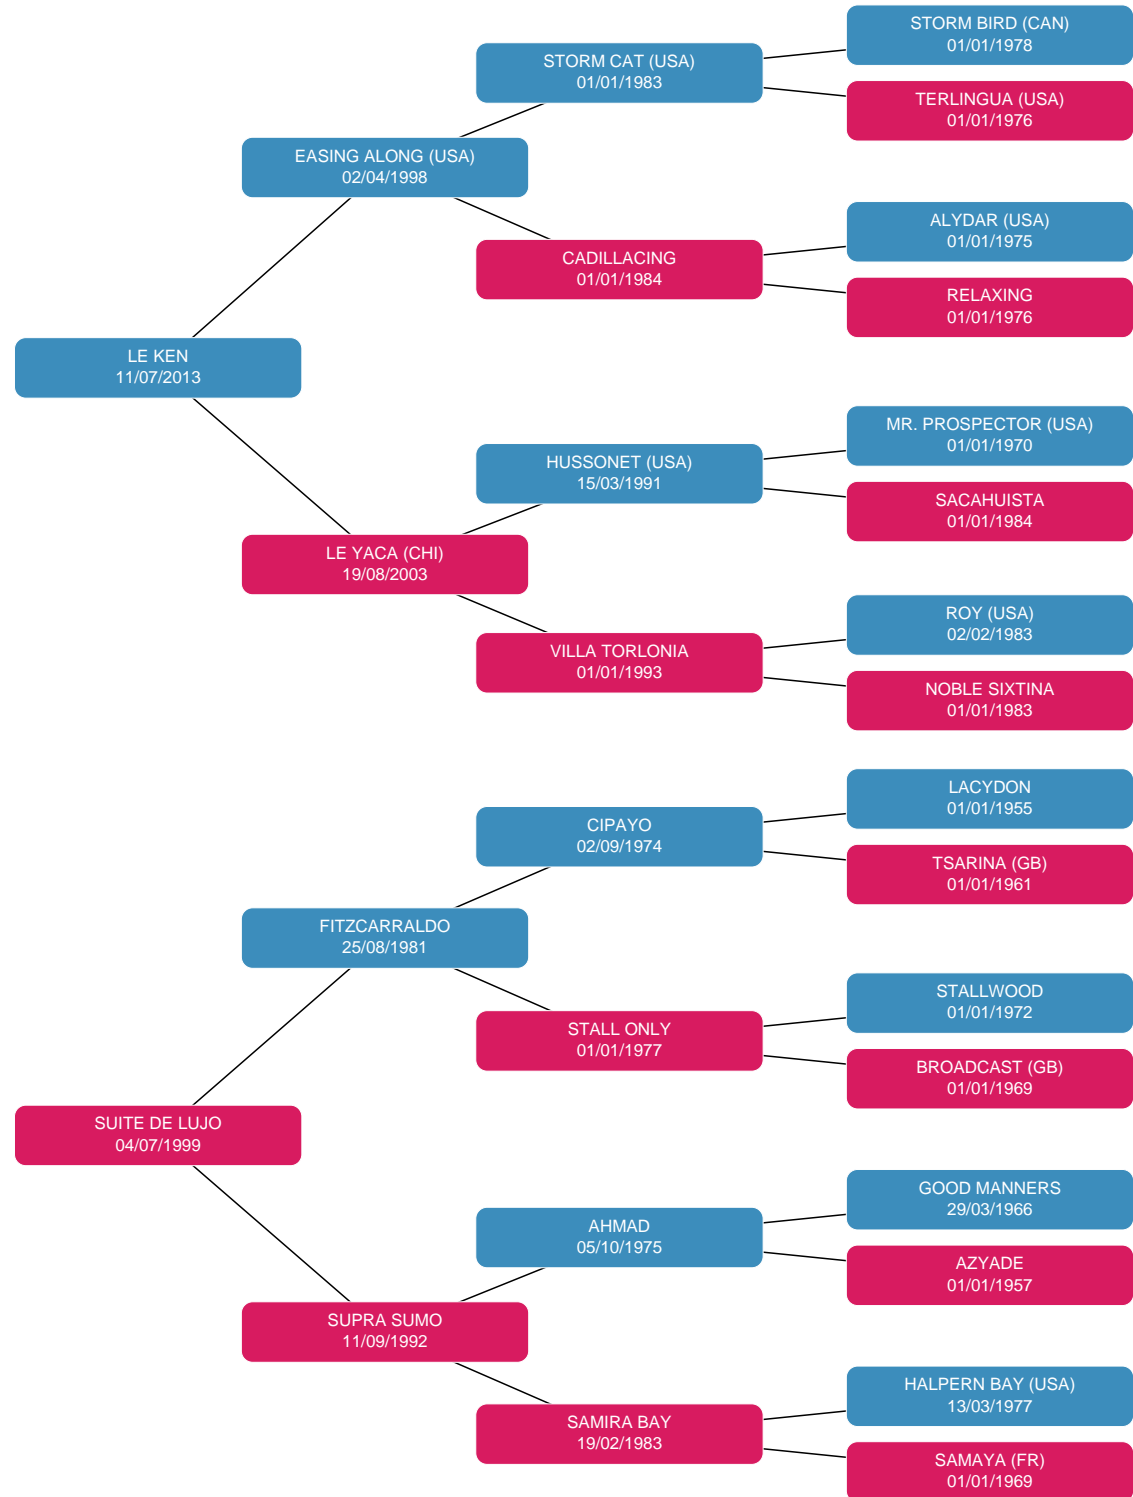 STORM BIRD (CAN)
01/01/1978
STORM CAT (USA)
01/01/1983
TERLINGUA (USA)
01/01/1976
EASING ALONG (USA)
02/04/1998
ALYDAR (USA)
01/01/1975
CADILLACING
01/01/1984
RELAXING
01/01/1976
LE KEN
11/07/2013
MR. PROSPECTOR (USA)
01/01/1970
HUSSONET (USA)
15/03/1991
SACAHUISTA
01/01/1984
LE YACA (CHI)
19/08/2003
ROY (USA)
02/02/1983
VILLA TORLONIA
01/01/1993
NOBLE SIXTINA
01/01/1983
LACYDON
01/01/1955
CIPAYO
02/09/1974
TSARINA (GB)
01/01/1961
FITZCARRALDO
25/08/1981
STALLWOOD
01/01/1972
STALL ONLY
01/01/1977
BROADCAST (GB)
01/01/1969
SUITE DE LUJO
04/07/1999
GOOD MANNERS
29/03/1966
AHMAD
05/10/1975
AZYADE
01/01/1957
SUPRA SUMO
11/09/1992
HALPERN BAY (USA)
13/03/1977
SAMIRA BAY
19/02/1983
SAMAYA (FR)
01/01/1969